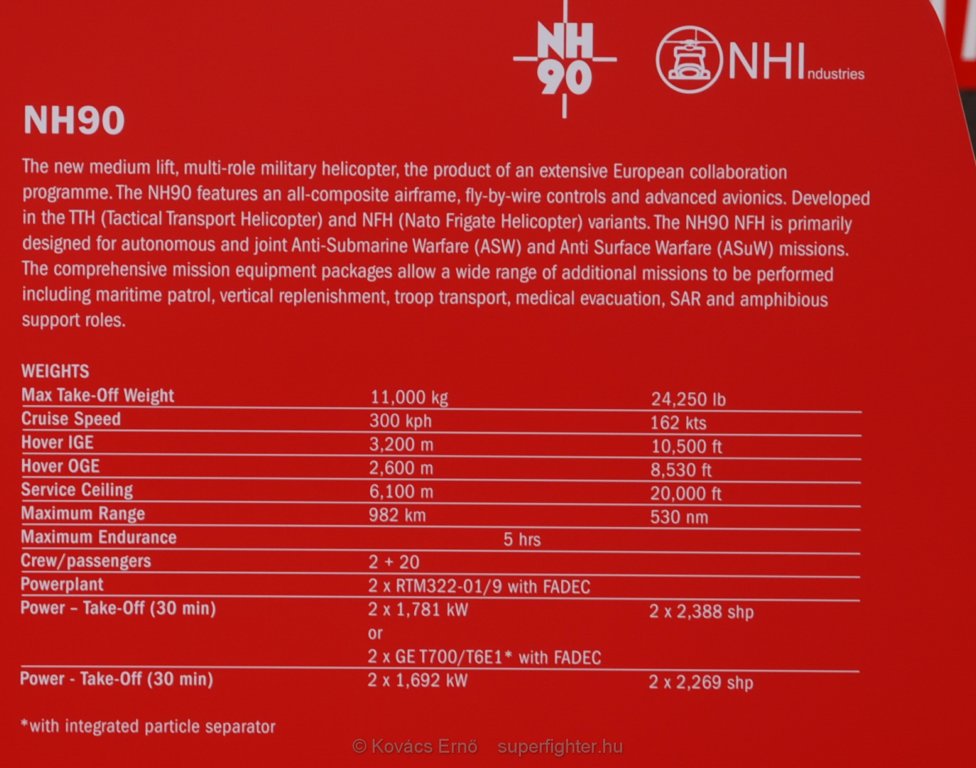 NH
90
NHIndustries
NH90
The new medium lift, multi-role military helicopter, the product of an extensive European collaboration
programme. The NH90 features an all-composite airframe, fly-by-wire controls and advanced avionics. Developed
in the TTH (Tactical Transport Helicopter) and NFH (Nato Frigate Helicopter) variants. The NH90 NFH is primarily
designed for autonomous and joint Anti-Submarine Warfare (ASW) and Anti Surface Warfare (ASuW) missions.
The comprehensive mission equipment packages allow a wide range of additional missions to be performed
including maritime patrol, vertical replenishment, troop transport, medical evacuation, SAR and amphibious
support roles.
WEIGHTS
Max Take-Off Weight 11,000 kg 24,250 lb
Cruise Speed 300 kph 162 kts
Hover IGE 3,200 m 10,500 ft
Hover OGE 2,600 m 8,530 ft
Service Ceiling 6,100 m 20,000 ft
Maximum Range 982 km 530 nm
Maximum Endurance 5 hrs
Crew/passengers 2 + 20
Powerplant 2 x RTM322-01/9 with FADEC
Power – Take-Off (30 min) 2 x 1,781 kW 2 x 2,388 shp
or
2 x GE T700/T6E1* with FADEC
Power - Take-Off (30 min) 2 x 1,692 kW 2 x 2,269 shp
*with integrated particle separator
© Kovács Ernő superfighter.hu